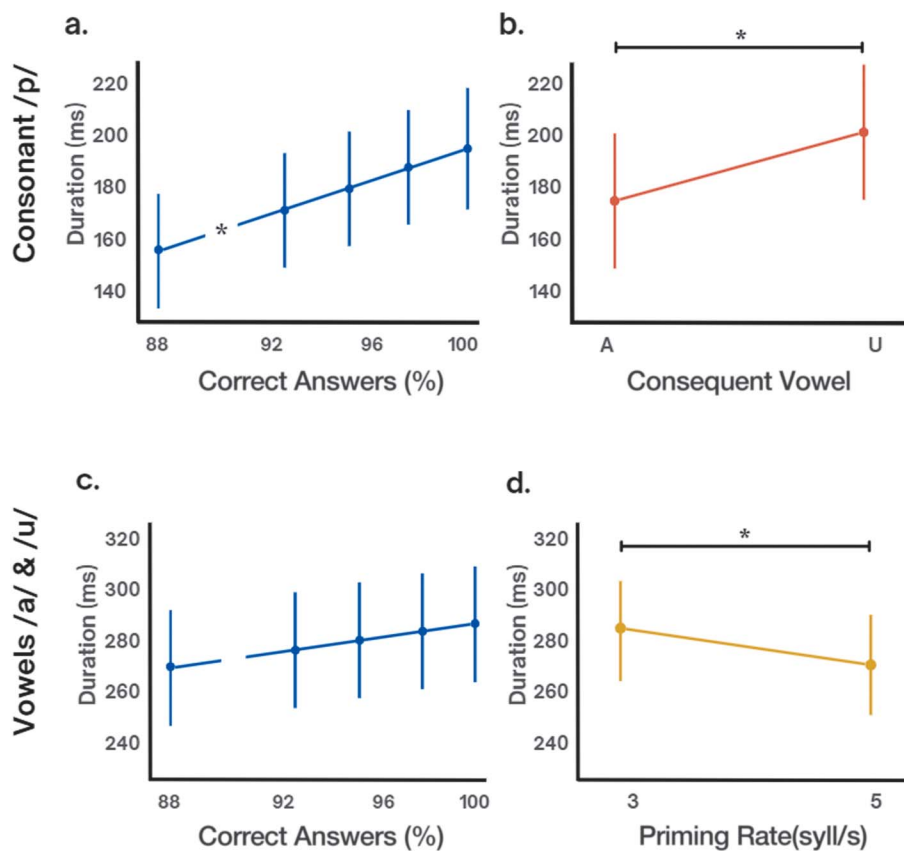 a.
b.
Consonant /p/
Duration (ms)
220
200
180
160
140
*
88
92
96
100
Correct Answers (%)
*
Duration (ms)
220
200
180
160
140
A
U
Consequent Vowel
c.
d.
Vowels /a/ & /u/
Duration (ms)
320
300
280
260
240
88
92
96
100
Correct Answers (%)
*
Duration (ms)
320
300
280
260
240
3
5
Priming Rate(syll/s)